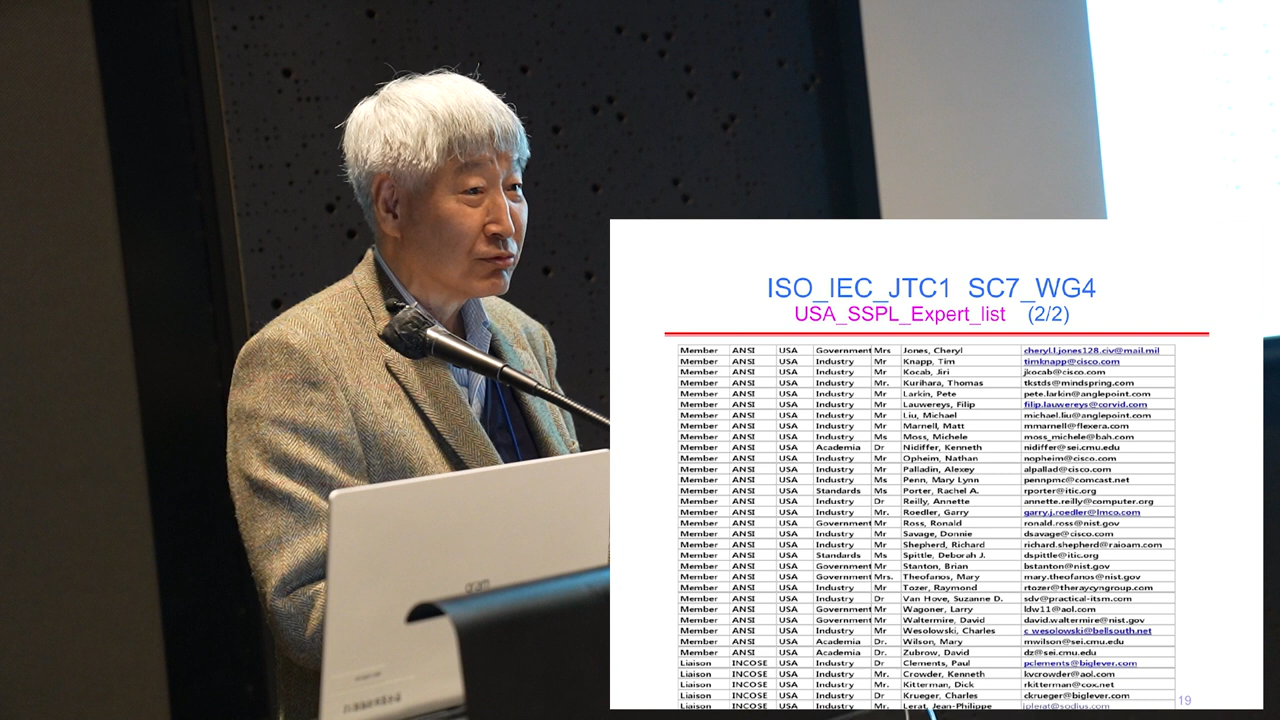 ISO_IEC_JTC1 SC7_WG4
USA_SSPL_Expert_list (2/2)
Member ANSI USA Government Mrs Jones, Cheryl cheryl.l.jones128.civ@mail.mil
Member ANSI USA Industry Mr Knapp, Tim timknapp@cisco.com
Member ANSI USA Industry Mr Kocab, Jiri jkocab@cisco.com
Member ANSI USA Industry Mr. Kurihara, Thomas tkstds@mindspring.com
Member ANSI USA Industry Mr Larkin, Pete pete.larkin@anglepoint.com
Member ANSI USA Industry Mr Lauwereys, Filip filip.lauwereys@corvid.com
Member ANSI USA Industry Mr Liu, Michael michael.liu@anglepoint.com
Member ANSI USA Industry Mr Marnell, Matt mmarnell@flexera.com
Member ANSI USA Industry Ms Moss, Michele moss_michele@bah.com
Member ANSI USA Academia Dr Nidiffer, Kenneth nidiffer@sei.cmu.edu
Member ANSI USA Industry Mr Opheim, Nathan nopheim@cisco.com
Member ANSI USA Industry Mr Palladin, Alexey alpallad@cisco.com
Member ANSI USA Industry Ms Penn, Mary Lynn pennpmc@comcast.net
Member ANSI USA Standards Ms Porter, Rachel A. rporter@itic.org
Member ANSI USA Industry Dr Reilly, Annette annette.reilly@computer.org
Member ANSI USA Industry Mr. Roedler, Garry garry.j.roedler@lmco.com
Member ANSI USA Government Mr Ross, Ronald ronald.ross@nist.gov
Member ANSI USA Industry Mr Savage, Donnie dsavage@cisco.com
Member ANSI USA Industry Mr Shepherd, Richard richard.shepherd@raioam.com
Member ANSI USA Standards Ms Spittle, Deborah J. dspittle@itic.org
Member ANSI USA Government Mr Stanton, Brian bstanton@nist.gov
Member ANSI USA Government Mrs. Theofanos, Mary mary.theofanos@nist.gov
Member ANSI USA Industry Mr Tozer, Raymond rtozer@theraycyngroup.com
Member ANSI USA Industry Dr Van Hove, Suzanne D. sdv@practical-itsm.com
Member ANSI USA Government Mr Wagoner, Larry ldw11@aol.com
Member ANSI USA Government Mr Waltermire, David david.waltermire@nist.gov
Member ANSI USA Industry Mr Wesolowski, Charles c_wesolowski@bellsouth.net
Member ANSI USA Academia Dr. Wilson, Mary mwilson@sei.cmu.edu
Member ANSI USA Academia Dr. Zubrow, David dz@sei.cmu.edu
Liaison INCOSE USA Industry Dr Clements, Paul pclements@biglever.com
Liaison INCOSE USA Industry Mr. Crowder, Kenneth kvcrowder@aol.com
Liaison INCOSE USA Industry Mr. Kitterman, Dick rkitterman@cox.net
Liaison INCOSE USA Industry Dr Krueger, Charles ckrueger@biglever.com
Liaison INCOSE USA Industry Mr. Lerat, Jean-Philippe jplerat@sodius.com
19
gram